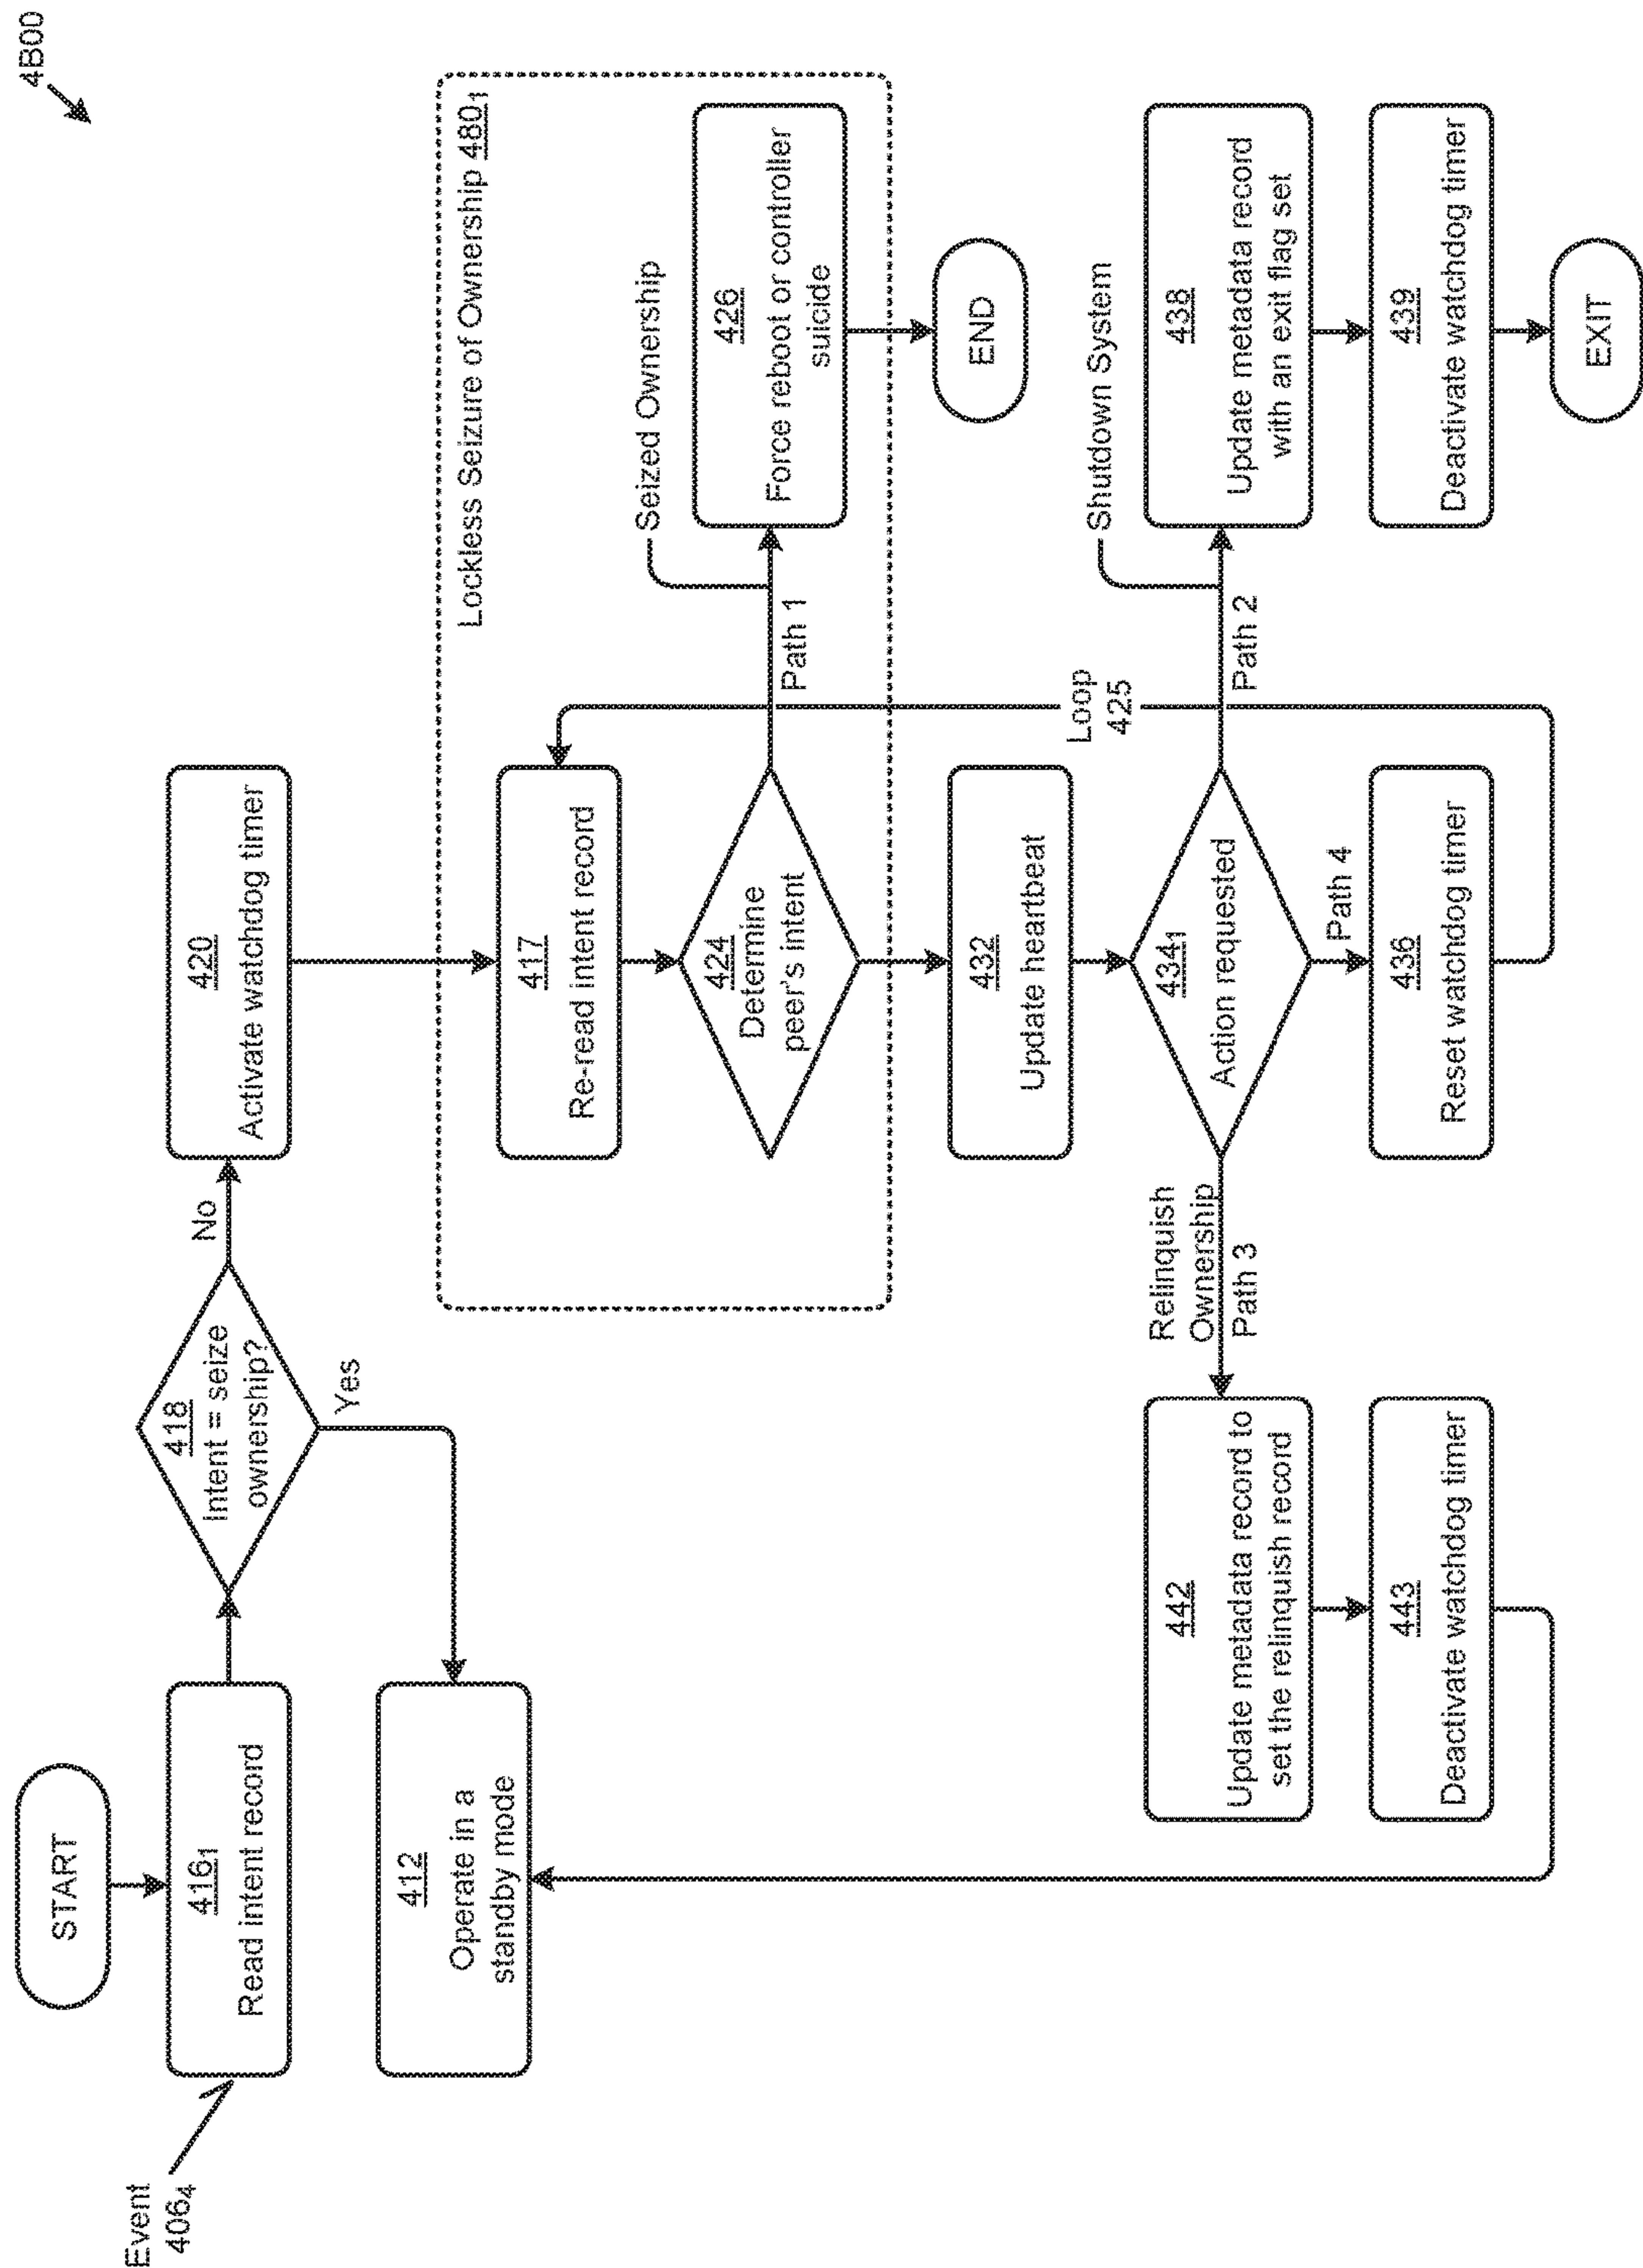 4B00
START
Event
406₄
416₁
Read intent record
418
Intent = seize
ownership?
No
Yes
420
Activate watchdog timer
412
Operate in a
standby mode
Lockless Seizure of Ownership 480₁
417
Re-read intent record
424
Determine
peer's intent
Path 1
Seized Ownership
426
Force reboot or controller
suicide
END
Loop
425
432
Update heartbeat
434₁
Action requested
Path 2
Shutdown System
438
Update metadata record
with an exit flag set
439
Deactivate watchdog timer
EXIT
Path 4
436
Reset watchdog timer
Relinquish
Ownership
Path 3
442
Update metadata record to
set the relinquish record
443
Deactivate watchdog timer